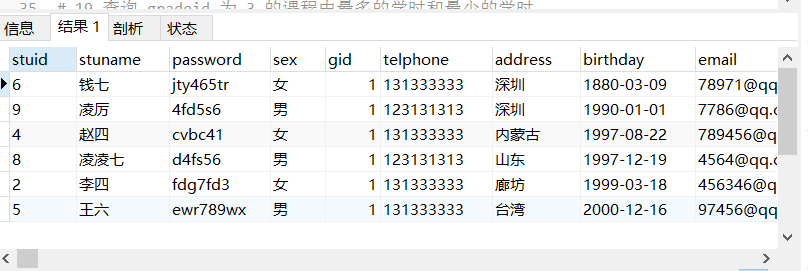 35 # 19 查询 gradeid 为 3 的课程中最多的学时和最少的学时
信息 结果 1 剖析 状态
stuid stuname password sex gid telphone address birthday email
6 钱七 jty465tr 女 1 131333333 深圳 1880-03-09 78971@qq
9 凌厉 4fd5s6 男 1 123131313 深圳 1990-01-01 7786@qq.c
4 赵四 cvbc41 女 1 131333333 内蒙古 1997-08-22 789456@q
8 凌凌七 d4fs56 男 1 123131313 山东 1997-12-19 4564@qq.c
2 李四 fdg7fd3 女 1 131333333 廊坊 1999-03-18 456346@q
5 王六 ewr789wx 男 1 131333333 台湾 2000-12-16 97456@qq